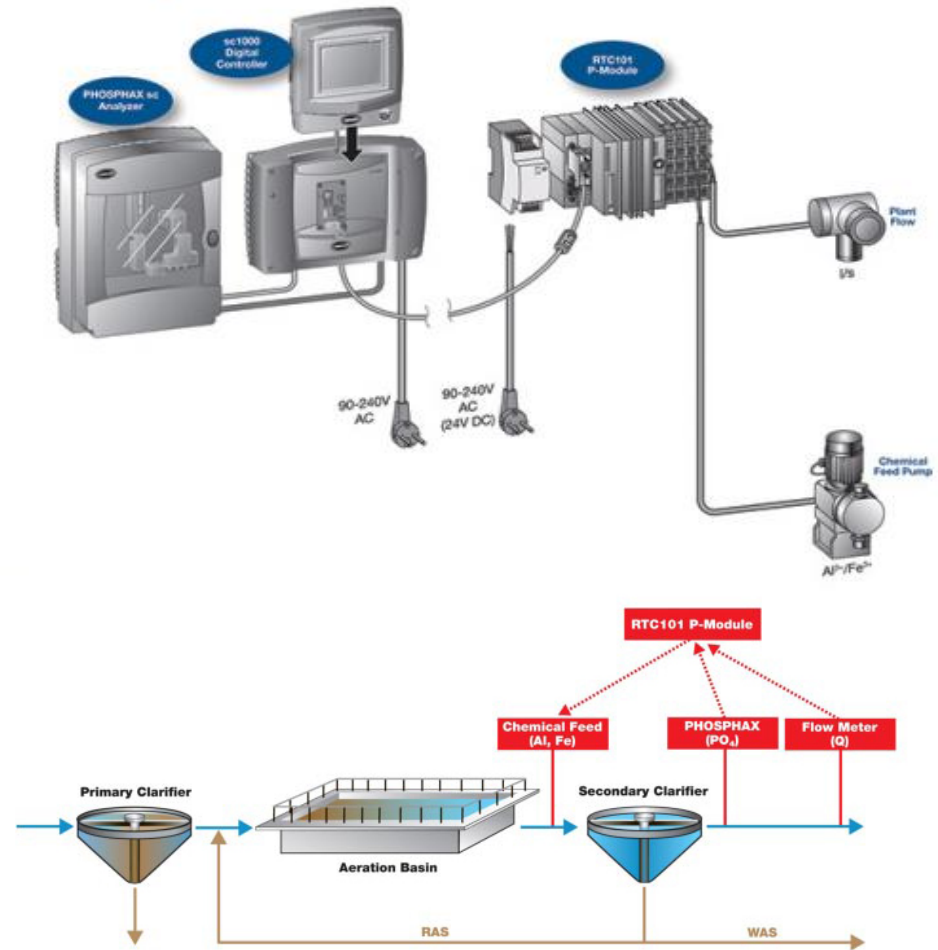 sc1000
Digital
Controller
PHOSPHAX sc
Analyzer
RTC101
P-Module
Plant
Flow
l/s
90-240V
AC
90-240V
AC
(24V DC)
Chemical
Feed Pump
Al³⁺/Fe³⁺
RTC101 P-Module
Chemical Feed
(Al, Fe)
PHOSPHAX
(PO₄)
Flow Meter
(Q)
Primary Clarifier
Secondary Clarifier
Aeration Basin
RAS
WAS